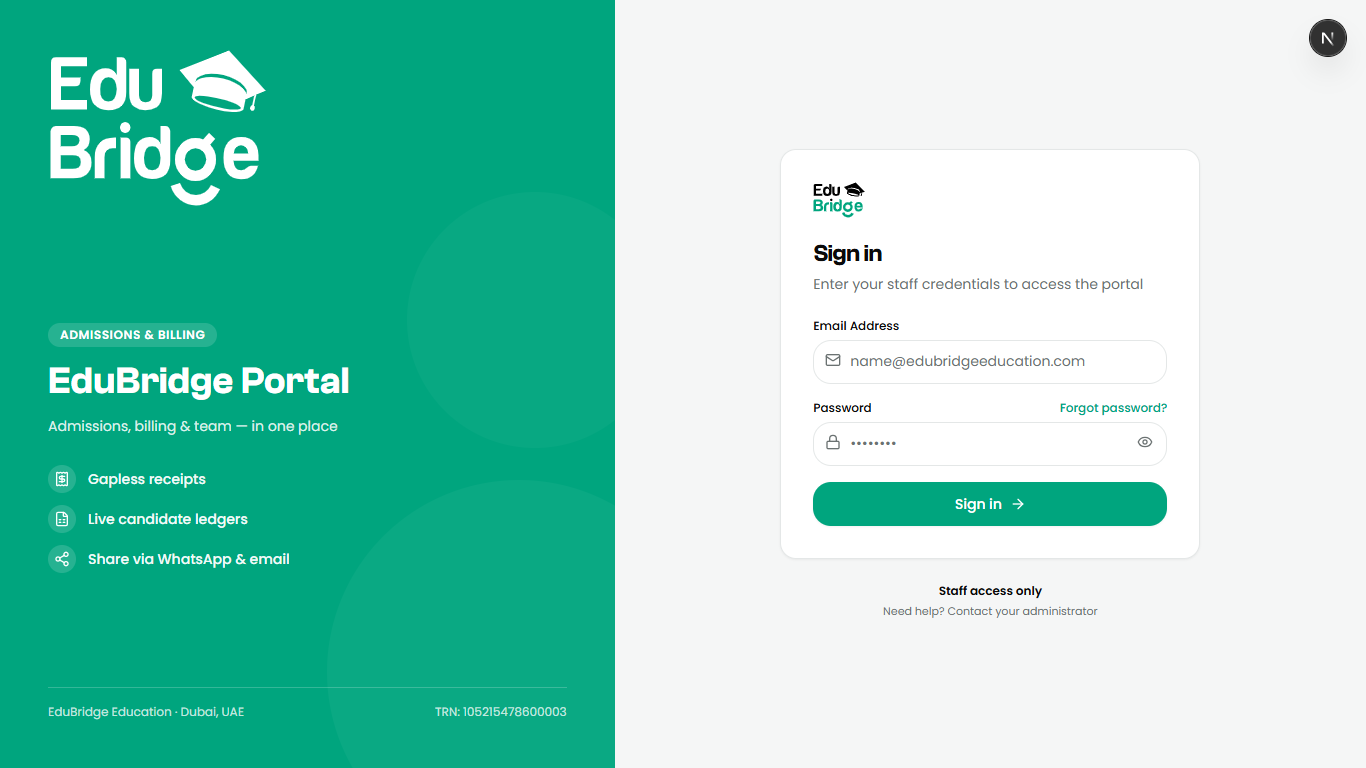 Edu
Bridge
ADMISSIONS & BILLING
EduBridge Portal
Admissions, billing & team — in one place
Gapless receipts
Live candidate ledgers
Share via WhatsApp & email
EduBridge Education · Dubai, UAE
TRN: 105215478600003
N
Edu
Bridge
Sign in
Enter your staff credentials to access the portal
Email Address
name@edubridgeeducation.com
Password
Forgot password?
••••••••
Sign in →
Staff access only
Need help? Contact your administrator